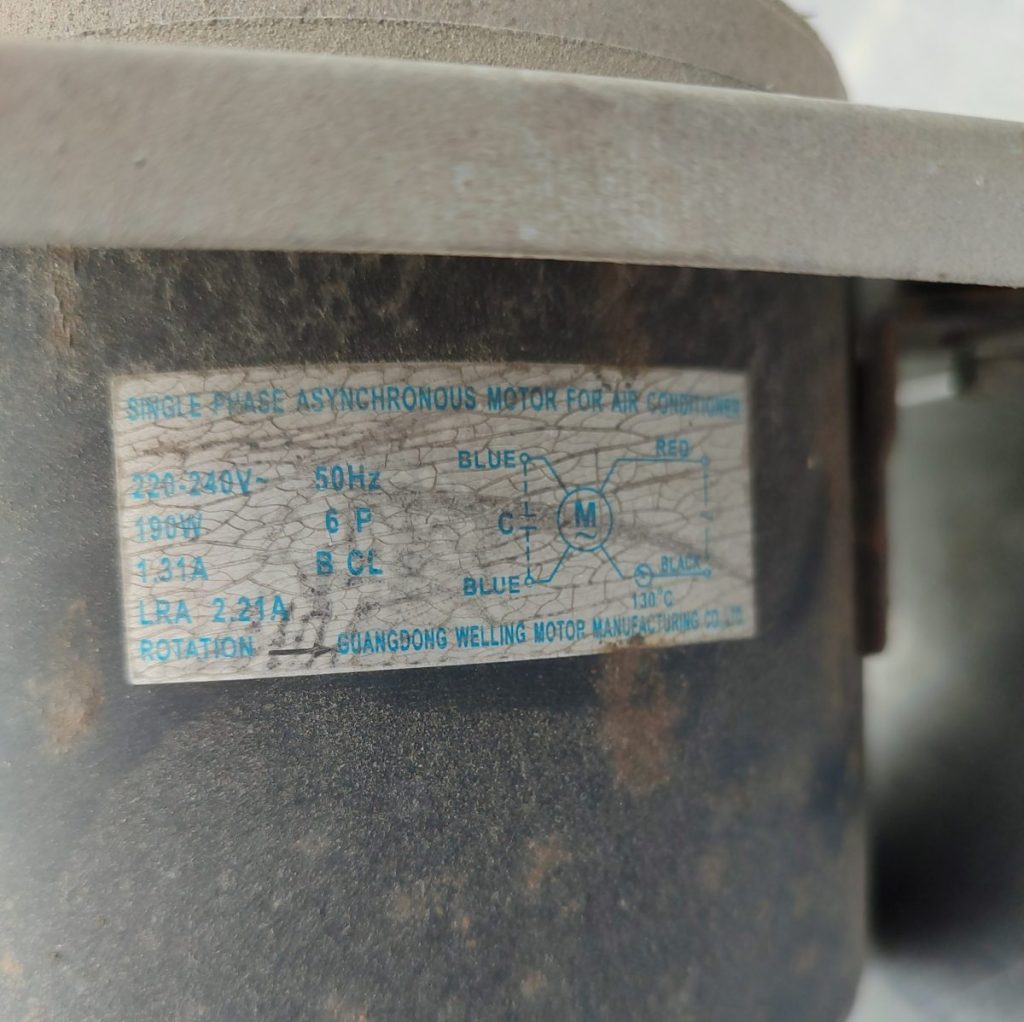 SINGLE PHASE ASYNCHRONOUS MOTOR FOR AIR CONDITIONER
220-240V~ 50Hz
190W 6 P
1.31A B CL
LRA 2.21A
ROTATION → GUANGDONG WELLING MOTOR MANUFACTURING CO.,LTD.
BLUE RED
C M ~ ~
BLUE BLACK
130°C